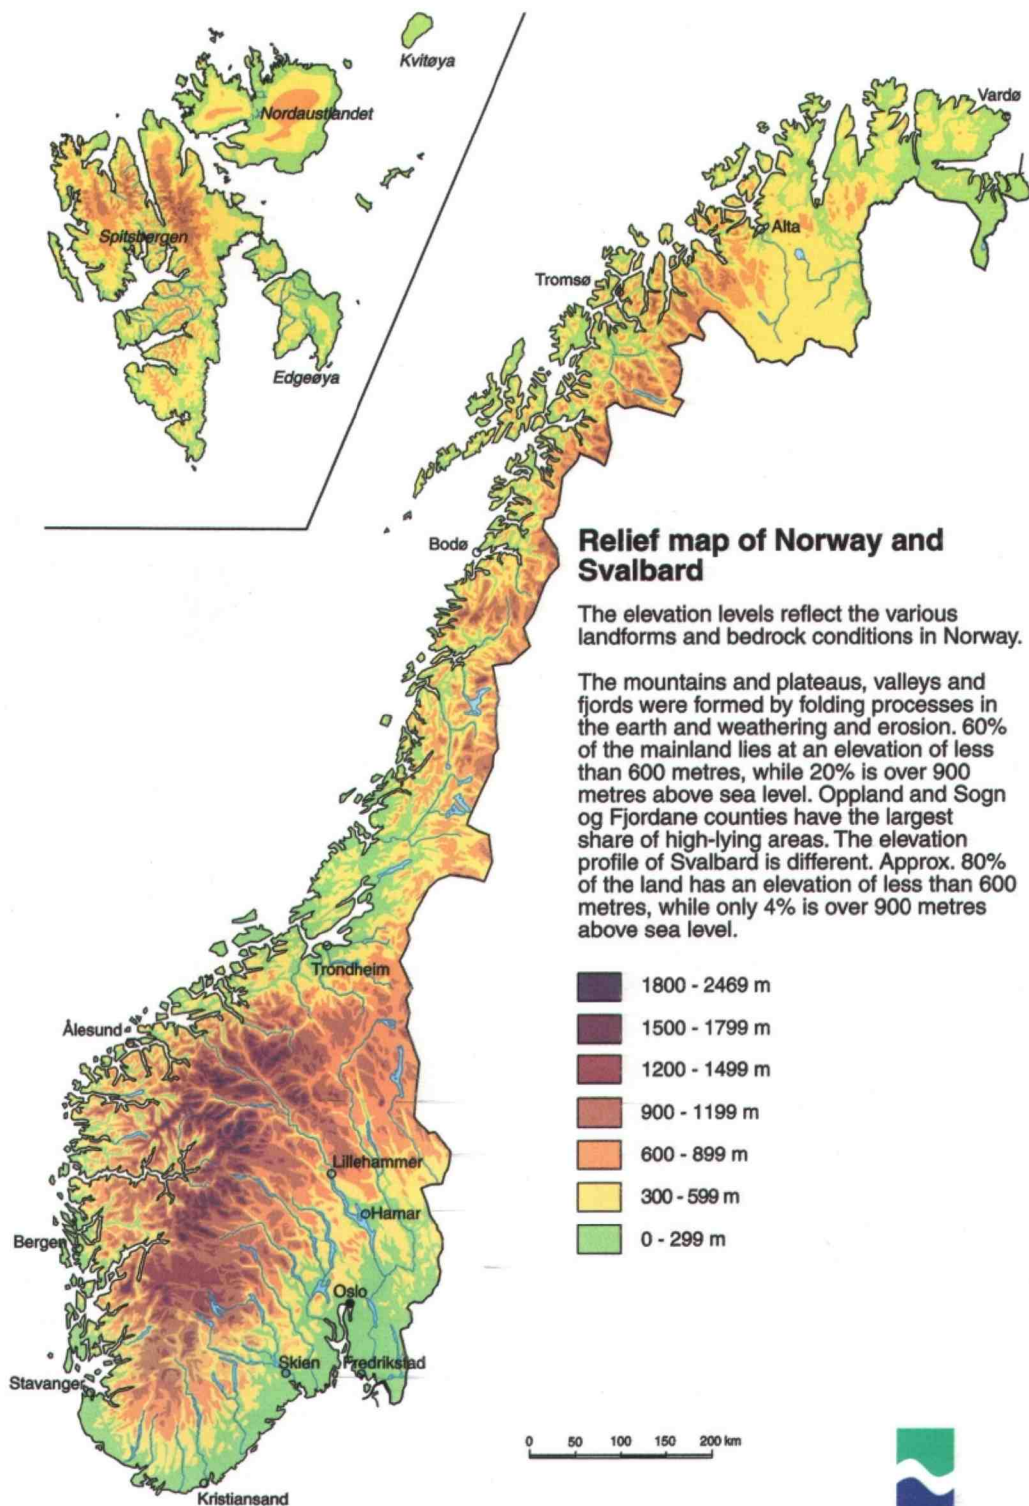 Kvitøya
Nordaustlandet
Spitsbergen
Edgeøya
Vardø
Alta
Tromsø
Bodø
Relief map of Norway and
Svalbard
The elevation levels reflect the various
landforms and bedrock conditions in Norway.
The mountains and plateaus, valleys and
fjords were formed by folding processes in
the earth and weathering and erosion. 60%
of the mainland lies at an elevation of less
than 600 metres, while 20% is over 900
metres above sea level. Oppland and Sogn
og Fjordane counties have the largest
share of high-lying areas. The elevation
profile of Svalbard is different. Approx. 80%
of the land has an elevation of less than 600
metres, while only 4% is over 900 metres
above sea level.
Trondheim
Ålesund
Lillehammer
Hamar
Bergen
Oslo
Skien
Fredrikstad
Stavanger
Kristiansand
1800 - 2469 m
1500 - 1799 m
1200 - 1499 m
900 - 1199 m
600 - 899 m
300 - 599 m
0 - 299 m
0 50 100 150 200 km